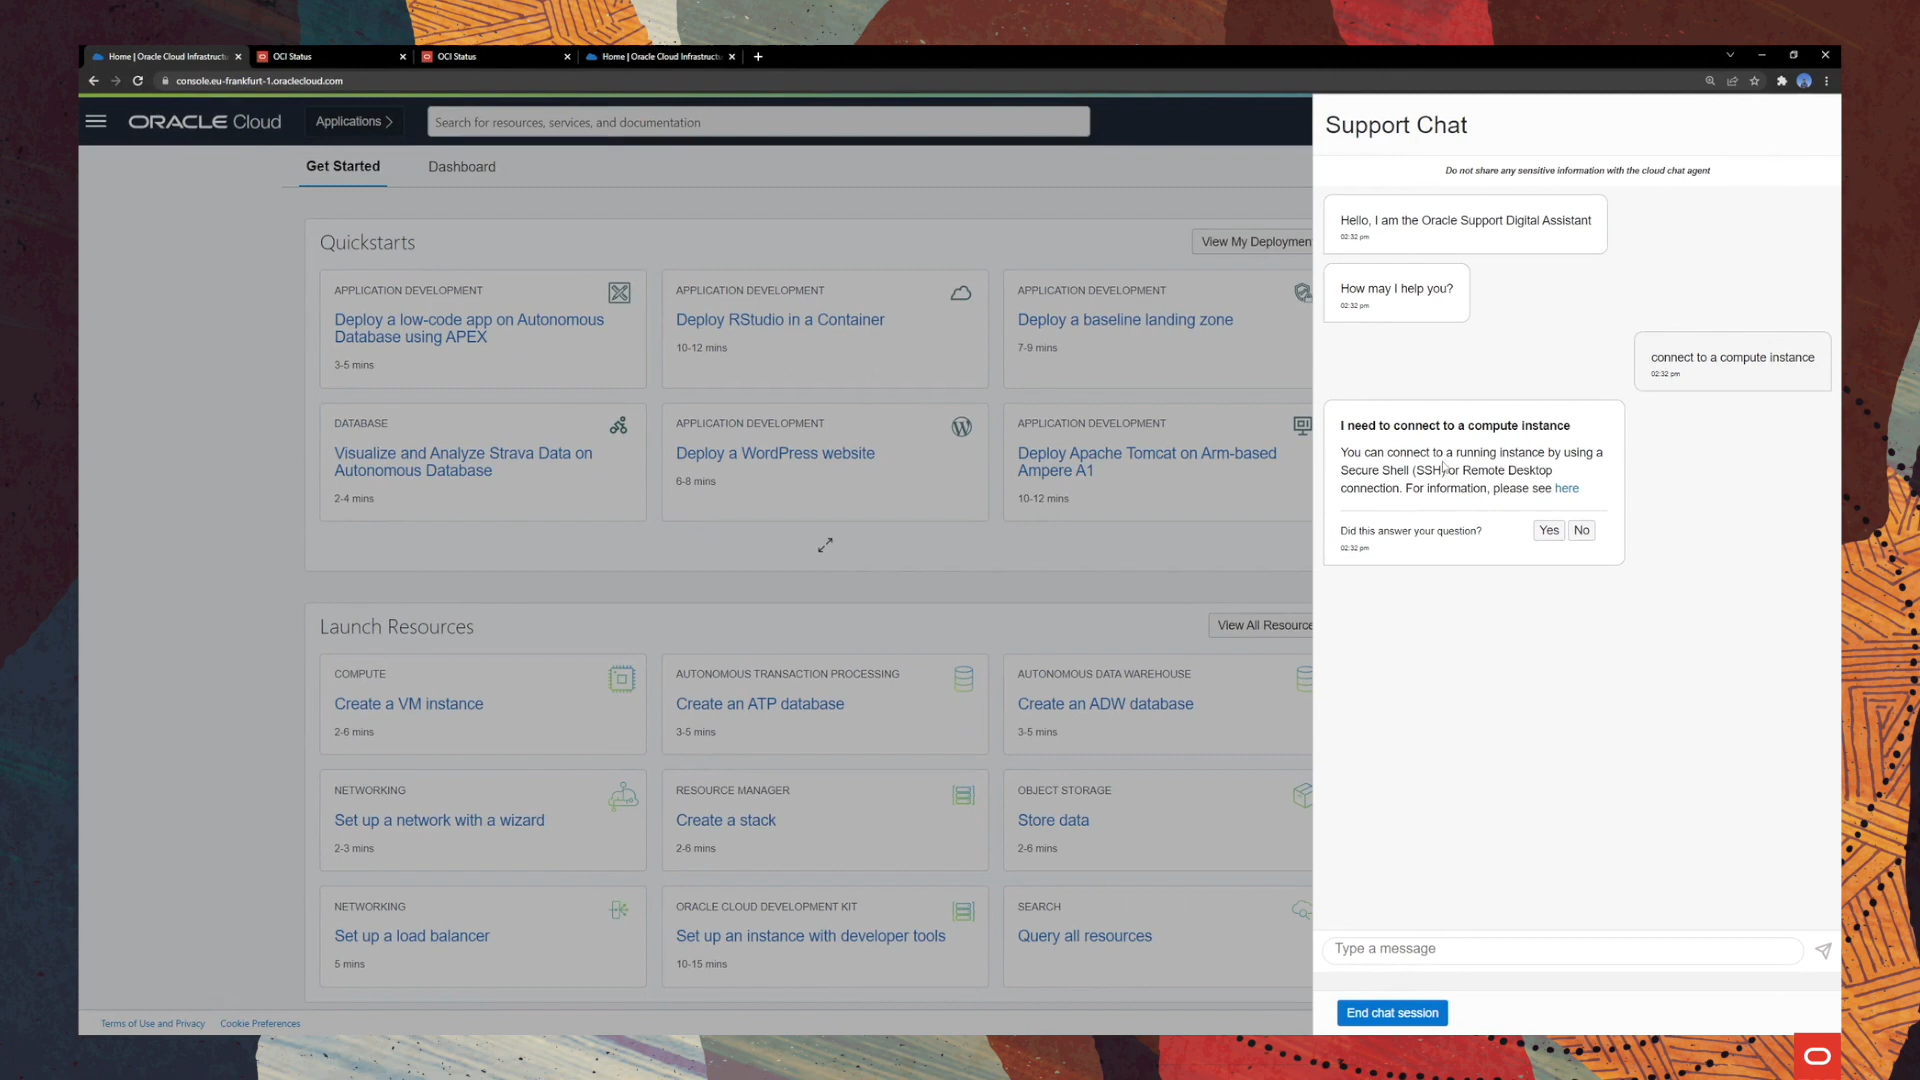 Home | Oracle Cloud Infrastructu
OCI Status
OCI Status
Home | Oracle Cloud Infrastructu
console.eu-frankfurt-1.oraclecloud.com
ORACLE Cloud
Applications
Search for resources, services, and documentation
Get Started
Dashboard
Quickstarts
View My Deploymen
APPLICATION DEVELOPMENT
Deploy a low-code app on Autonomous
Database using APEX
3-5 mins
APPLICATION DEVELOPMENT
Deploy RStudio in a Container
10-12 mins
APPLICATION DEVELOPMENT
Deploy a baseline landing zone
7-9 mins
DATABASE
Visualize and Analyze Strava Data on
Autonomous Database
2-4 mins
APPLICATION DEVELOPMENT
Deploy a WordPress website
6-8 mins
APPLICATION DEVELOPMENT
Deploy Apache Tomcat on Arm-based
Ampere A1
10-12 mins
Launch Resources
View All Resource
COMPUTE
Create a VM instance
2-6 mins
AUTONOMOUS TRANSACTION PROCESSING
Create an ATP database
3-5 mins
AUTONOMOUS DATA WAREHOUSE
Create an ADW database
3-5 mins
NETWORKING
Set up a network with a wizard
2-3 mins
RESOURCE MANAGER
Create a stack
2-6 mins
OBJECT STORAGE
Store data
2-6 mins
NETWORKING
Set up a load balancer
5 mins
ORACLE CLOUD DEVELOPMENT KIT
Set up an instance with developer tools
10-15 mins
SEARCH
Query all resources
Terms of Use and Privacy
Cookie Preferences
Support Chat
Do not share any sensitive information with the cloud chat agent
Hello, I am the Oracle Support Digital Assistant
02:32 pm
How may I help you?
02:32 pm
connect to a compute instance
02:32 pm
I need to connect to a compute instance
You can connect to a running instance by using a
Secure Shell (SSH) or Remote Desktop
connection. For information, please see here
Did this answer your question?
Yes
No
02:32 pm
Type a message
End chat session